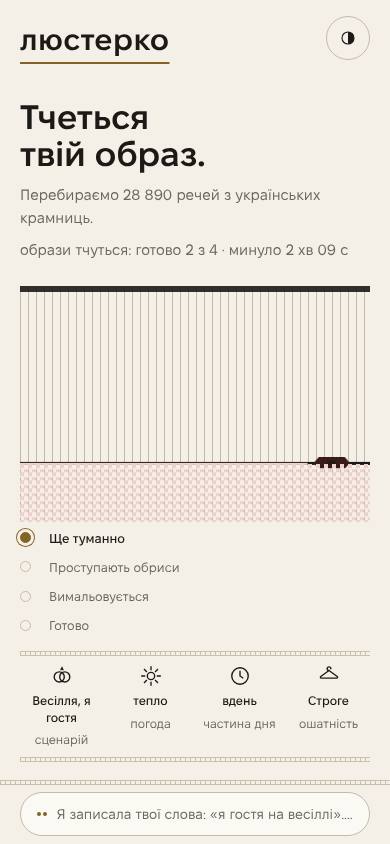 люстерко
Тчеться
твій образ.
Перебираємо 28 890 речей з українських
крамниць.
образи тчуться: готово 2 з 4 · минуло 2 хв 09 с
Ще туманно
Проступають обриси
Вимальовується
Готово
Весілля, я
гостя
сценарій
тепло
погода
вдень
частина дня
Строге
ошатність
Я записала твої слова: «я гостя на весіллі»....